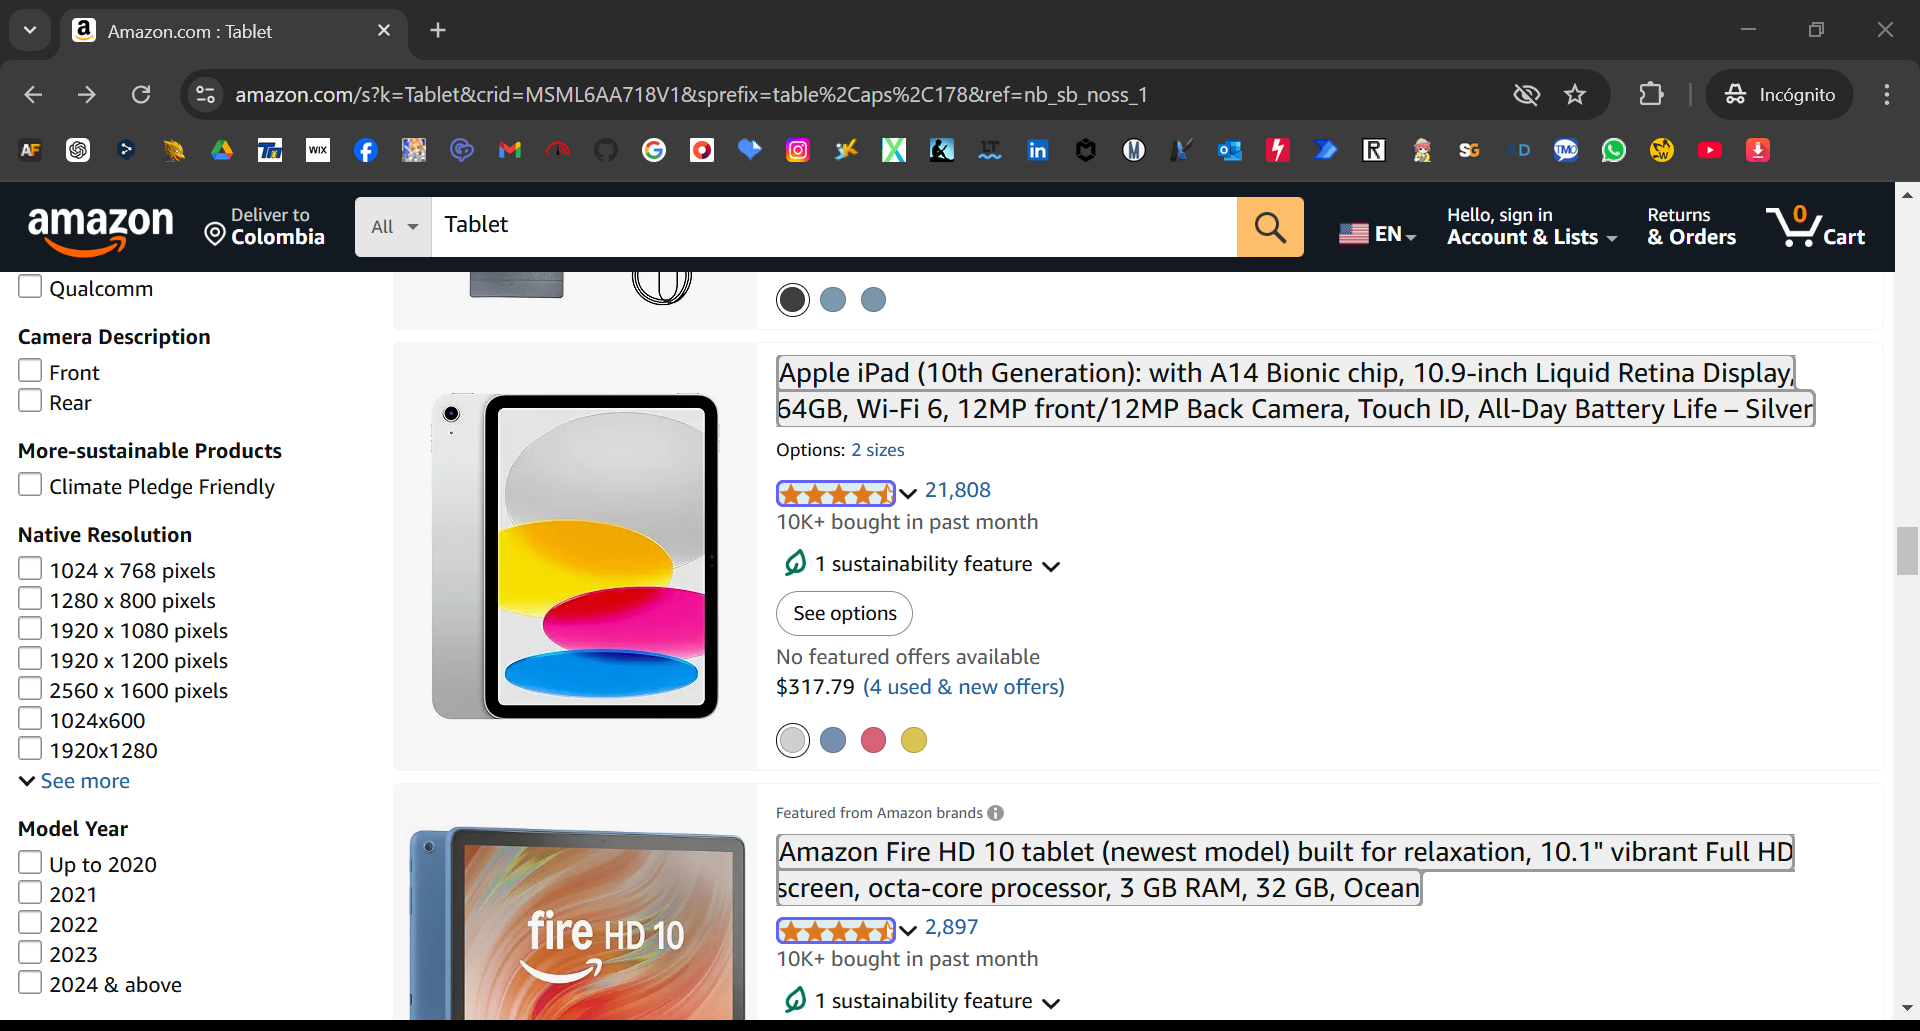 Amazon.com : Tablet
amazon.com/s?k=Tablet&crid=MSML6AA718V1&sprefix=table%2Caps%2C178&ref=nb_sb_noss_1
Incógnito
AF
Tm
WiX
LT
in
M
R
SG
D
TMO
amazon
Deliver to
Colombia
All
Tablet
EN
Hello, sign in
Account & Lists
Returns
& Orders
0
Cart
Qualcomm
Camera Description
Front
Rear
More-sustainable Products
Climate Pledge Friendly
Native Resolution
1024 x 768 pixels
1280 x 800 pixels
1920 x 1080 pixels
1920 x 1200 pixels
2560 x 1600 pixels
1024x600
1920x1280
See more
Model Year
Up to 2020
2021
2022
2023
2024 & above
Apple iPad (10th Generation): with A14 Bionic chip, 10.9-inch Liquid Retina Display,
64GB, Wi-Fi 6, 12MP front/12MP Back Camera, Touch ID, All-Day Battery Life – Silver
Options: 2 sizes
21,808
10K+ bought in past month
1 sustainability feature
See options
No featured offers available
$317.79 (4 used & new offers)
Featured from Amazon brands
Amazon Fire HD 10 tablet (newest model) built for relaxation, 10.1" vibrant Full HD
screen, octa-core processor, 3 GB RAM, 32 GB, Ocean
2,897
10K+ bought in past month
1 sustainability feature
fire HD 10